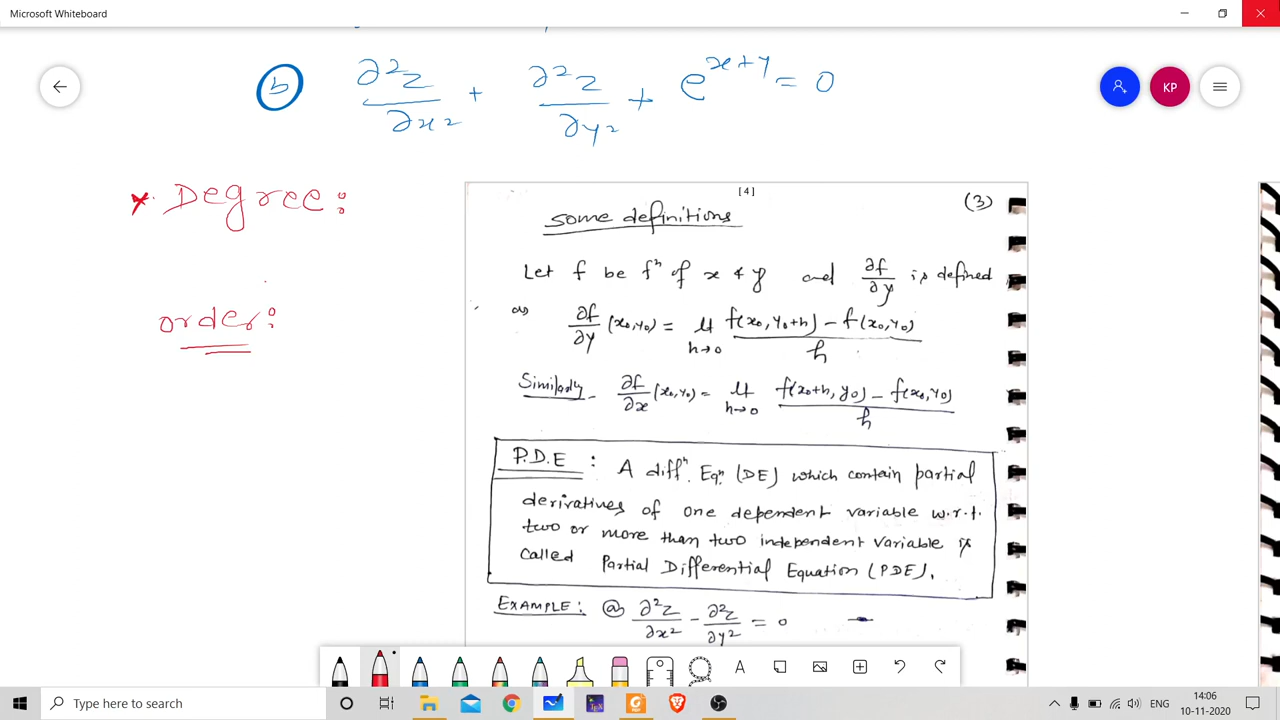 Microsoft Whiteboard
(b) ∂²z/∂x² + ∂²z/∂y² + e^(x+y) = 0
KP
* Degree:
order:
[4]
(3)
some definitions
Let f be fⁿ of x & y and ∂f/∂y is defined
as ∂f/∂y (x₀,y₀) = lt h→0 f(x₀, y₀+h) - f(x₀,y₀) / h
Similarly - ∂f/∂x (x₀,y₀) = lt h→0 f(x₀+h, y₀) - f(x₀,y₀) / h
P.D.E : A diffⁿ. Eqⁿ (DE) which contain partial
derivatives of one dependent variable w.r.t.
two or more than two independent variable is
called Partial Differential Equation (PDE).
EXAMPLE: (a) ∂²z/∂x² - ∂²z/∂y² = 0
A
Type here to search
ENG
14:06
10-11-2020